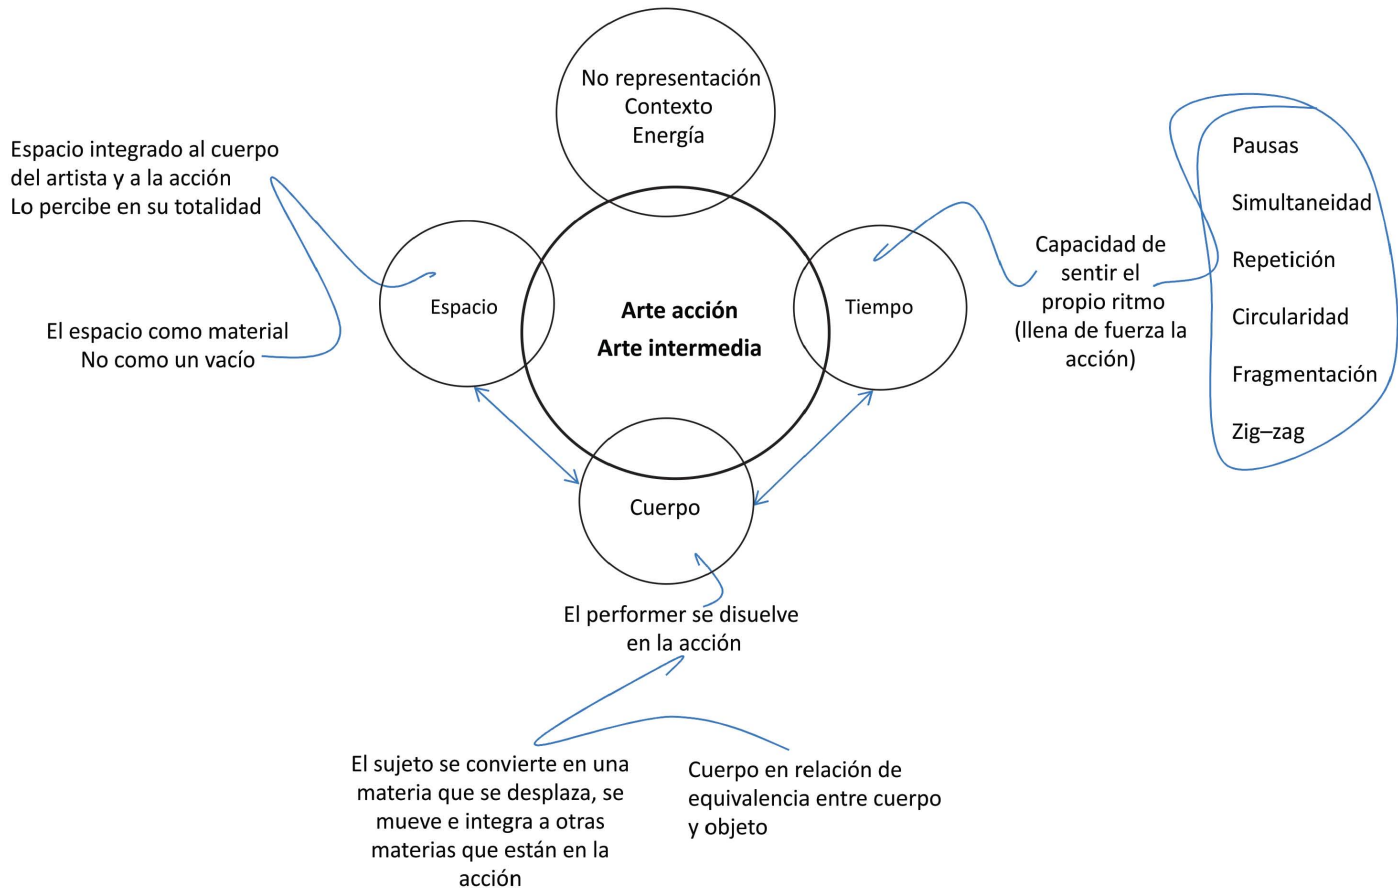 No representación
Contexto
Energía
Espacio integrado al cuerpo
del artista y a la acción
Lo percibe en su totalidad
El espacio como material
No como un vacío
Espacio
Arte acción
Arte intermedia
Tiempo
Capacidad de
sentir el
propio ritmo
(llena de fuerza la
acción)
Pausas
Simultaneidad
Repetición
Circularidad
Fragmentación
Zig–zag
Cuerpo
El performer se disuelve
en la acción
El sujeto se convierte en una
materia que se desplaza, se
mueve e integra a otras
materias que están en la
acción
Cuerpo en relación de
equivalencia entre cuerpo
y objeto